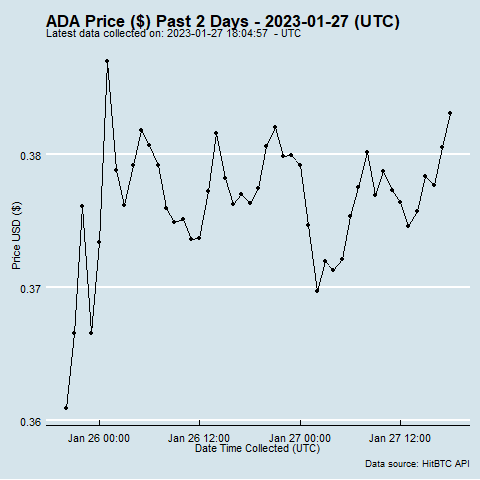 ADA Price ($) Past 2 Days - 2023-01-27 (UTC)
Latest data collected on: 2023-01-27 18:04:57  - UTC
Price USD ($)
0.38
0.37
0.36
Jan 26 00:00
Jan 26 12:00
Jan 27 00:00
Jan 27 12:00
Date Time Collected (UTC)
Data source: HitBTC API